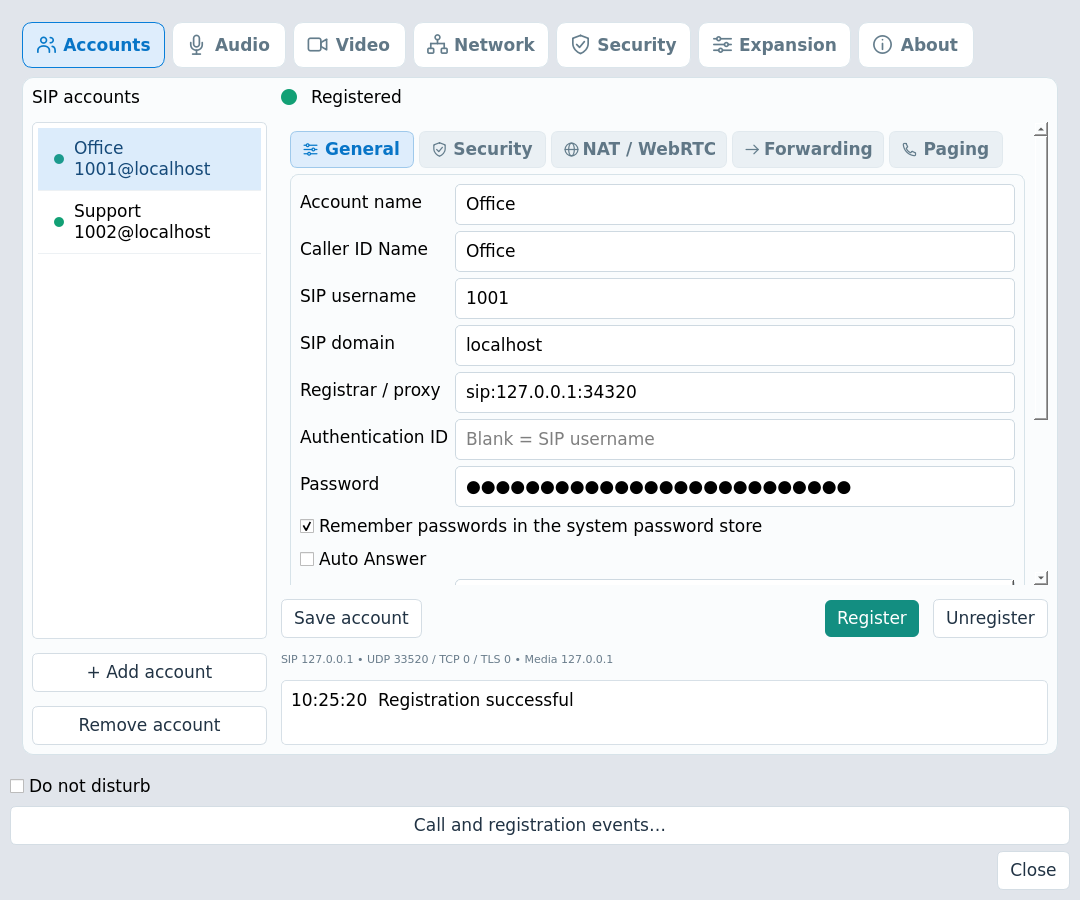 Accounts
Audio
Video
Network
Security
Expansion
About
SIP accounts
Registered
Office
1001@localhost
Support
1002@localhost
General
Security
NAT / WebRTC
Forwarding
Paging
Account name
Office
Caller ID Name
Office
SIP username
1001
SIP domain
localhost
Registrar / proxy
sip:127.0.0.1:34320
Authentication ID
Blank = SIP username
Password
●●●●●●●●●●●●●●●●●●●●●●●●●●
Remember passwords in the system password store
Auto Answer
Save account
Register
Unregister
SIP 127.0.0.1 • UDP 33520 / TCP 0 / TLS 0 • Media 127.0.0.1
+ Add account
10:25:20  Registration successful
Remove account
Do not disturb
Call and registration events...
Close